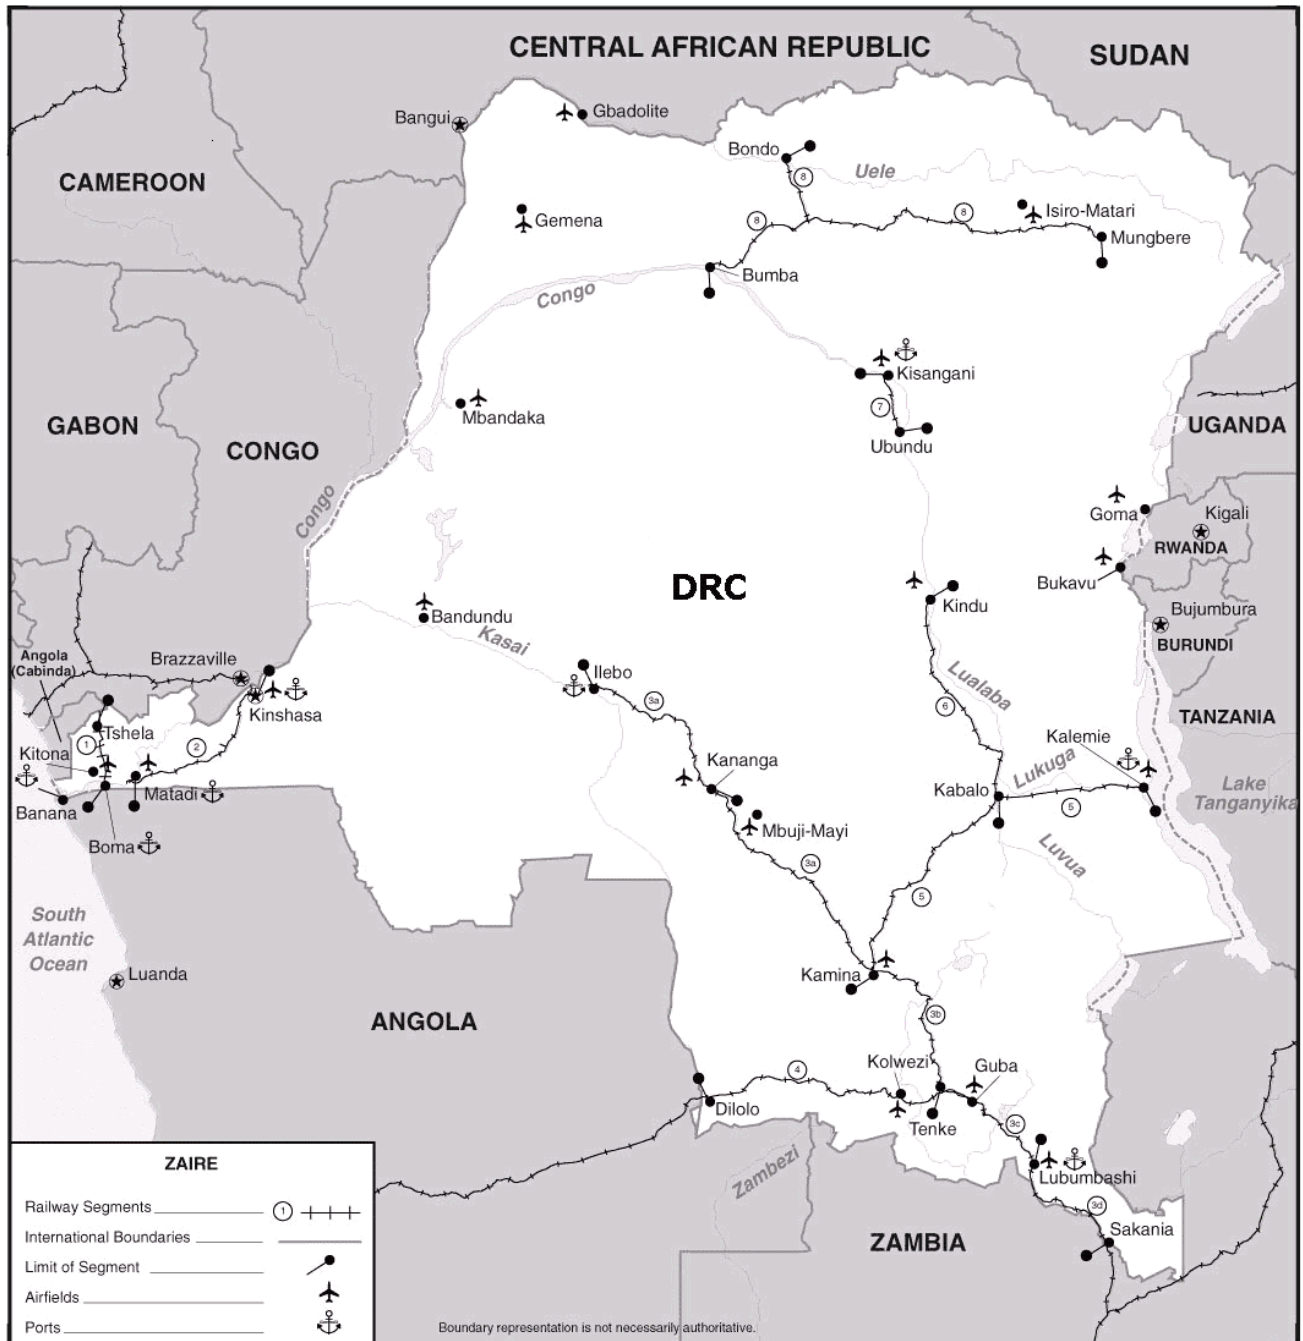 CENTRAL AFRICAN REPUBLIC
SUDAN
Bangui
Gbadolite
Bondo
8
Uele
CAMEROON
Gemena
8
8
Isiro-Matari
Mungbere
Bumba
Congo
Kisangani
7
Mbandaka
Ubundu
GABON
CONGO
UGANDA
Congo
Goma
Kigali
RWANDA
DRC
Bukavu
Kindu
Bandundu
Kasai
Bujumbura
BURUNDI
Angola
(Cabinda)
Brazzaville
Ilebo
3a
Lualaba
6
Kinshasa
TANZANIA
Tshela
1
2
Kitona
Kananga
Kalemie
Lukuga
Kabalo
5
Lake
Tanganyika
Matadi
Banana
Boma
Mbuji-Mayi
3a
Luvua
5
South
Atlantic
Ocean
Luanda
Kamina
ANGOLA
3b
Kolwezi
Guba
4
Dilolo
Tenke
3c
Zambezi
Lubumbashi
3d
Sakania
ZAMBIA
ZAIRE
Railway Segments 1
International Boundaries
Limit of Segment
Airfields
Ports
Boundary representation is not necessarily authoritative.